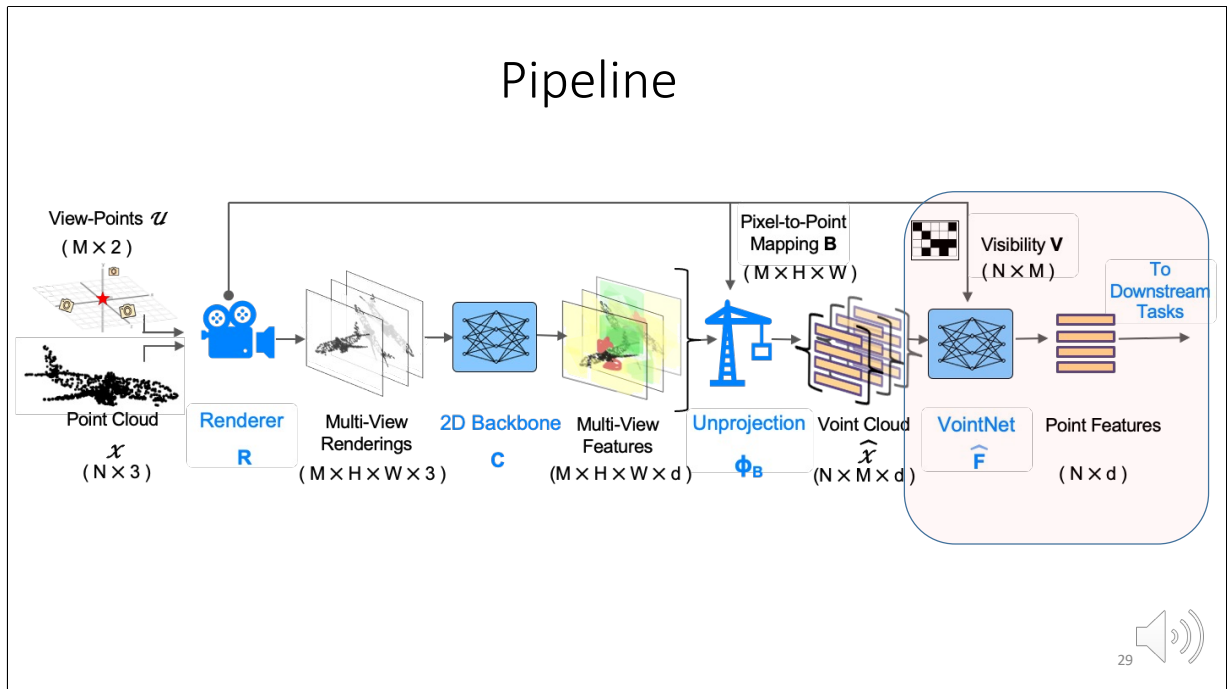 Pipeline
View-Points 𝒰
( M × 2 )
Point Cloud
𝒳
( N × 3 )
Renderer
R
Multi-View
Renderings
( M × H × W × 3 )
2D Backbone
C
Multi-View
Features
(M × H × W × d )
Pixel-to-Point
Mapping B
( M × H × W )
Unprojection
ϕB
Voint Cloud
𝒳̂
(N × M × d )
Visibility V
( N × M )
VointNet
F̂
Point Features
( N × d )
To
Downstream
Tasks
29